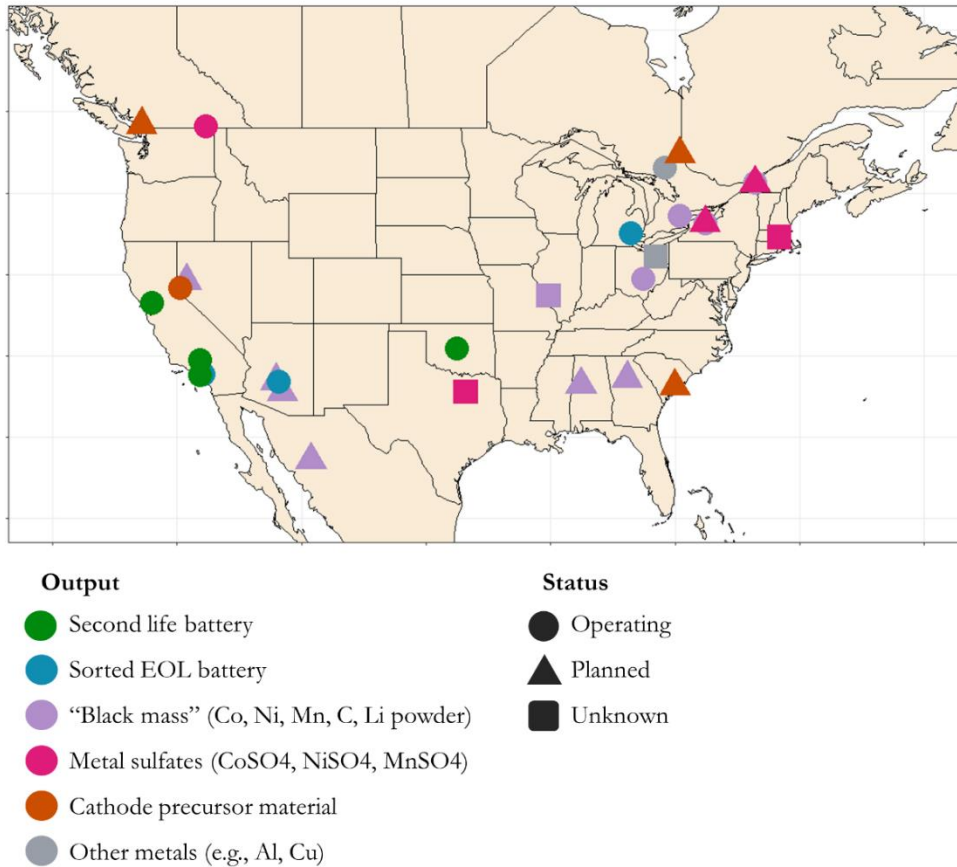 Output
Second life battery
Sorted EOL battery
“Black mass” (Co, Ni, Mn, C, Li powder)
Metal sulfates (CoSO4, NiSO4, MnSO4)
Cathode precursor material
Other metals (e.g., Al, Cu)
Status
Operating
Planned
Unknown